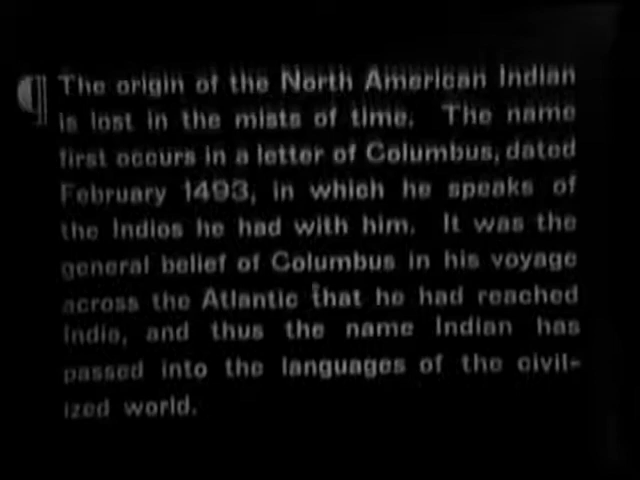 ¶ The origin of the North American Indian
is lost in the mists of time. The name
first occurs in a letter of Columbus, dated
February 1493, in which he speaks of
the Indios he had with him. It was the
general belief of Columbus in his voyage
across the Atlantic that he had reached
India, and thus the name Indian has
passed into the languages of the civil-
ized world.